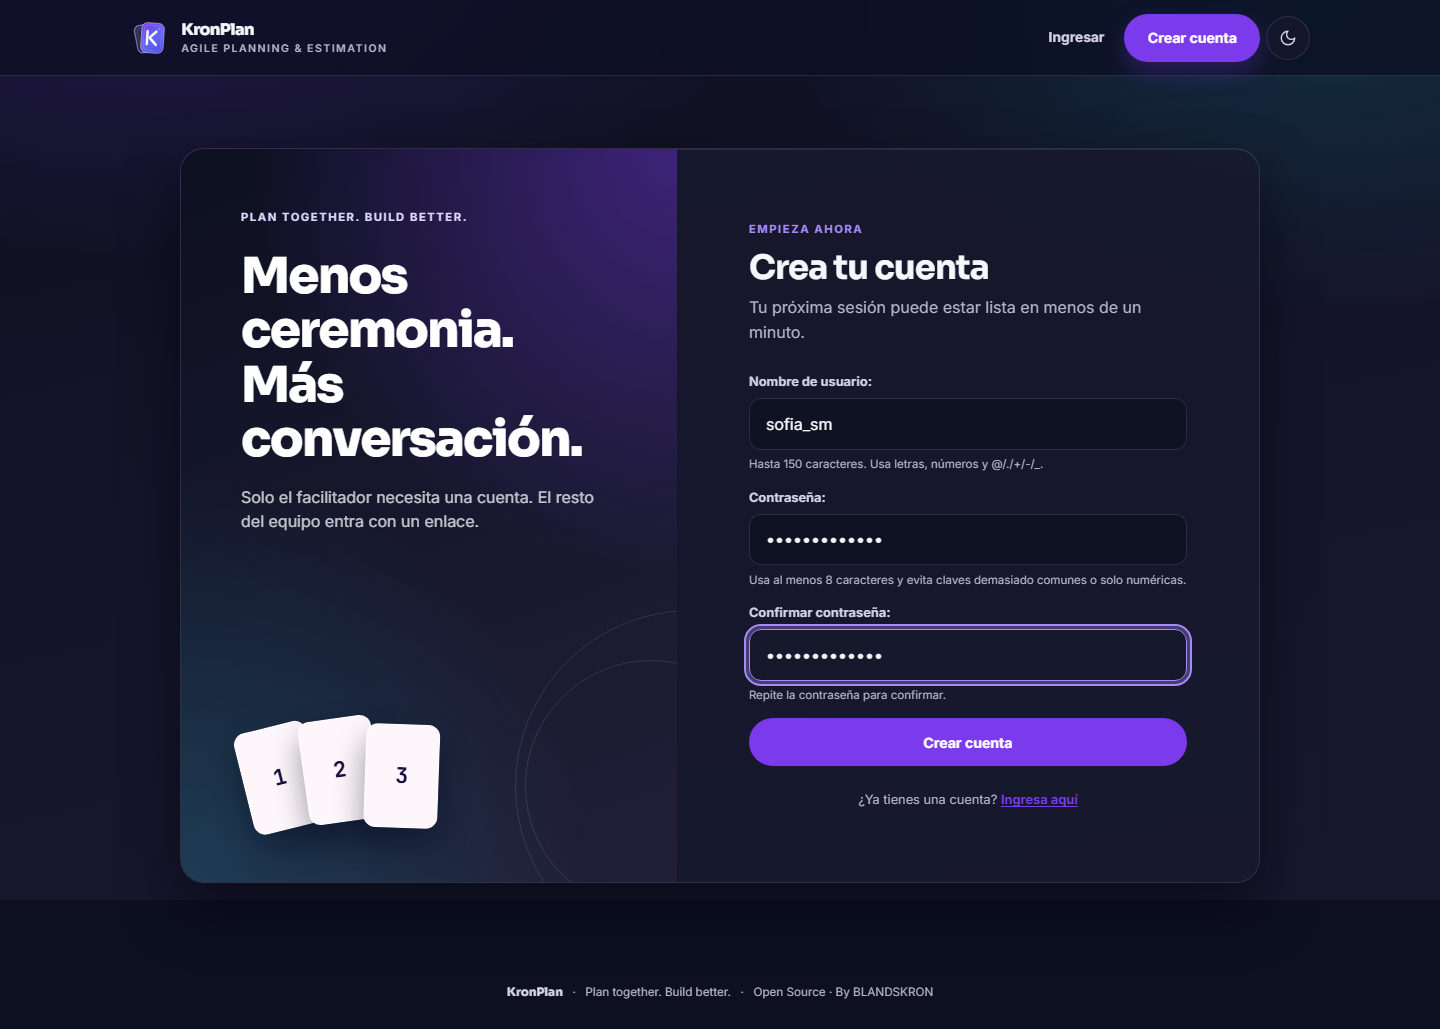 KronPlan
AGILE PLANNING & ESTIMATION
Ingresar
Crear cuenta
PLAN TOGETHER. BUILD BETTER.
Menos
ceremonia.
Más
conversación.
Solo el facilitador necesita una cuenta. El resto
del equipo entra con un enlace.
1
2
3
EMPIEZA AHORA
Crea tu cuenta
Tu próxima sesión puede estar lista en menos de un
minuto.
Nombre de usuario:
sofia_sm
Hasta 150 caracteres. Usa letras, números y @/./+/-/_.
Contraseña:
•••••••••••••
Usa al menos 8 caracteres y evita claves demasiado comunes o solo numéricas.
Confirmar contraseña:
•••••••••••••
Repite la contraseña para confirmar.
Crear cuenta
¿Ya tienes una cuenta? Ingresa aquí
KronPlan · Plan together. Build better. · Open Source · By BLANDSKRON